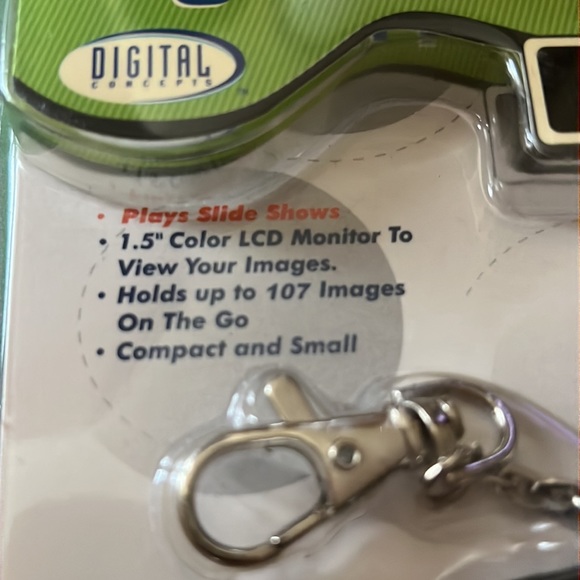 DIGITAL
CONCEPTS
™
• Plays Slide Shows
• 1.5" Color LCD Monitor To
View Your Images.
• Holds up to 107 Images
On The Go
• Compact and Small